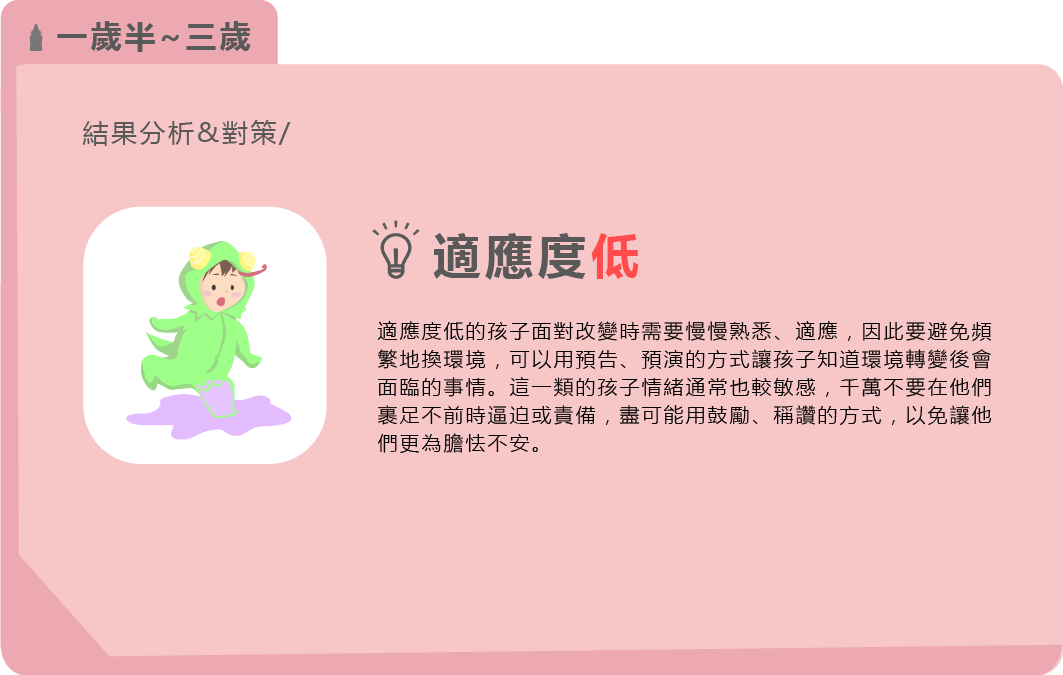 一歲半~三歲
結果分析&對策/
適應度低
適應度低的孩子面對改變時需要慢慢熟悉、適應，因此要避免頻
繁地換環境，可以用預告、預演的方式讓孩子知道環境轉變後會
面臨的事情。這一類的孩子情緒通常也較敏感，千萬不要在他們
裹足不前時逼迫或責備，盡可能用鼓勵、稱讚的方式，以免讓他
們更為膽怯不安。